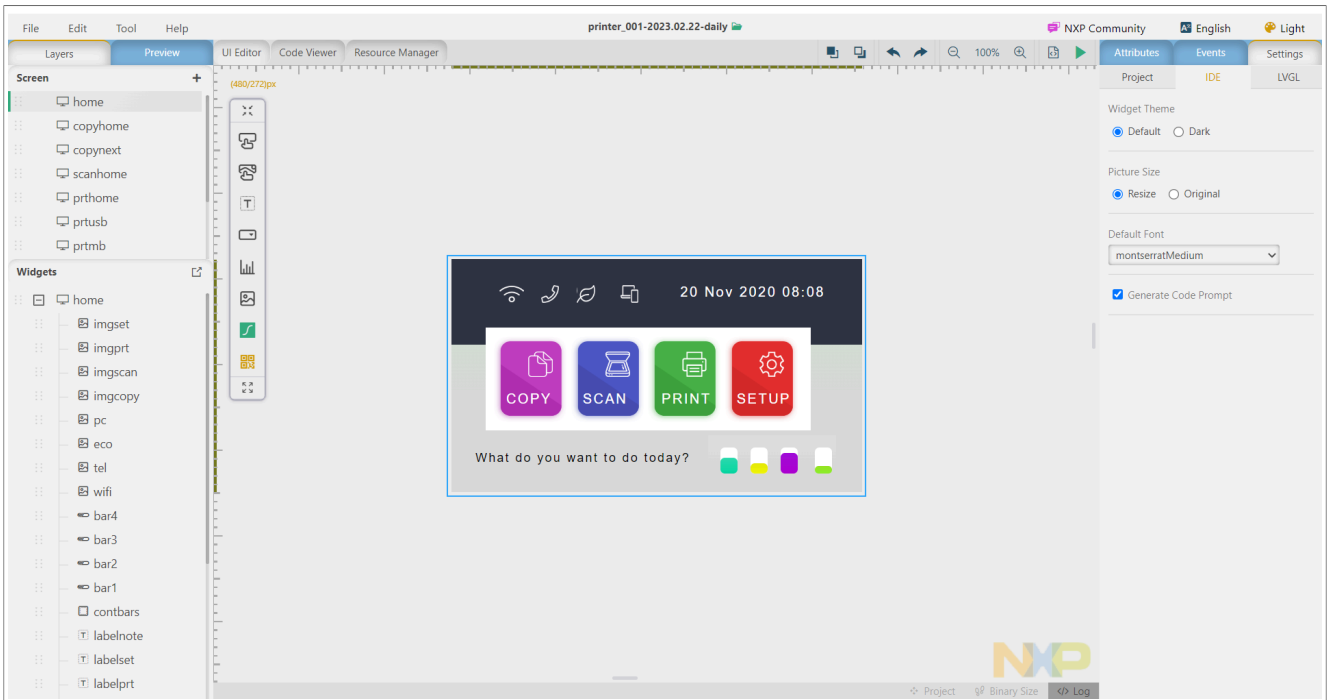 File Edit Tool Help
printer_001-2023.02.22-daily
NXP Community
English
Light
Layers Preview
UI Editor Code Viewer Resource Manager
100%
Attributes Events Settings
Screen +
Project IDE LVGL
(480/272)px
home
copyhome
copynext
scanhome
prthome
prtusb
prtmb
Widgets
home
imgset
imgprt
imgscan
imgcopy
pc
eco
tel
wifi
bar4
bar3
bar2
bar1
contbars
labelnote
labelset
labelprt
20 Nov 2020 08:08
COPY SCAN PRINT SETUP
What do you want to do today?
Widget Theme
Default Dark
Picture Size
Resize Original
Default Font
montserratMedium
Generate Code Prompt
NXP
Project Binary Size </> Log